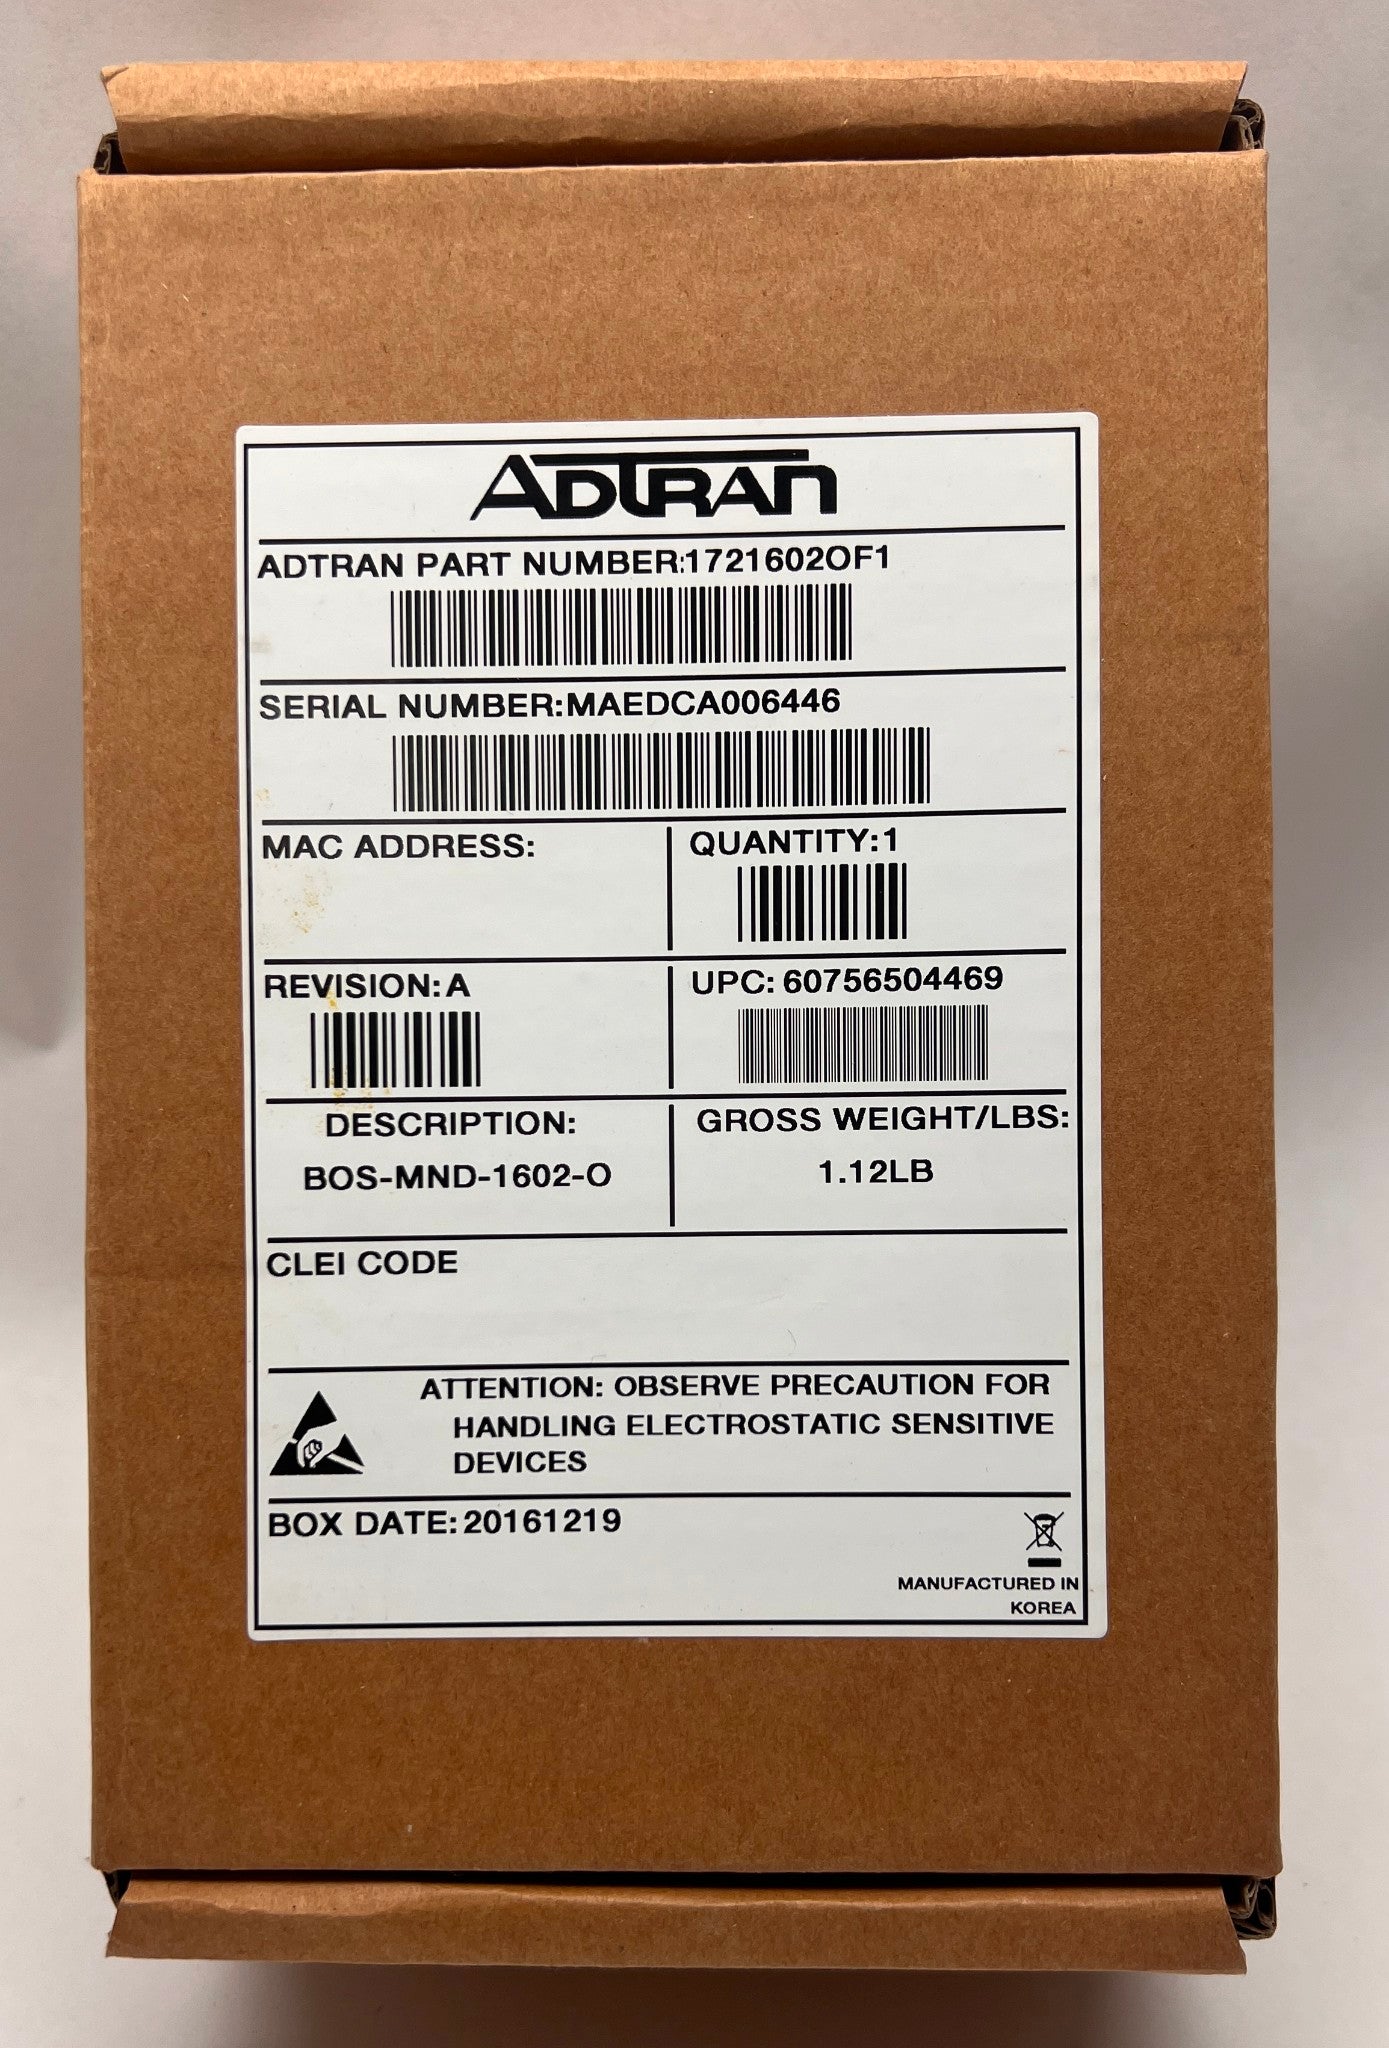 ADTRAN
ADTRAN PART NUMBER:1721602OF1
SERIAL NUMBER:MAEDCA006446
MAC ADDRESS:
QUANTITY:1
REVISION:A
UPC: 60756504469
DESCRIPTION:
BOS-MND-1602-O
GROSS WEIGHT/LBS:
1.12LB
CLEI CODE
ATTENTION: OBSERVE PRECAUTION FOR
HANDLING ELECTROSTATIC SENSITIVE
DEVICES
BOX DATE:20161219
MANUFACTURED IN
KOREA